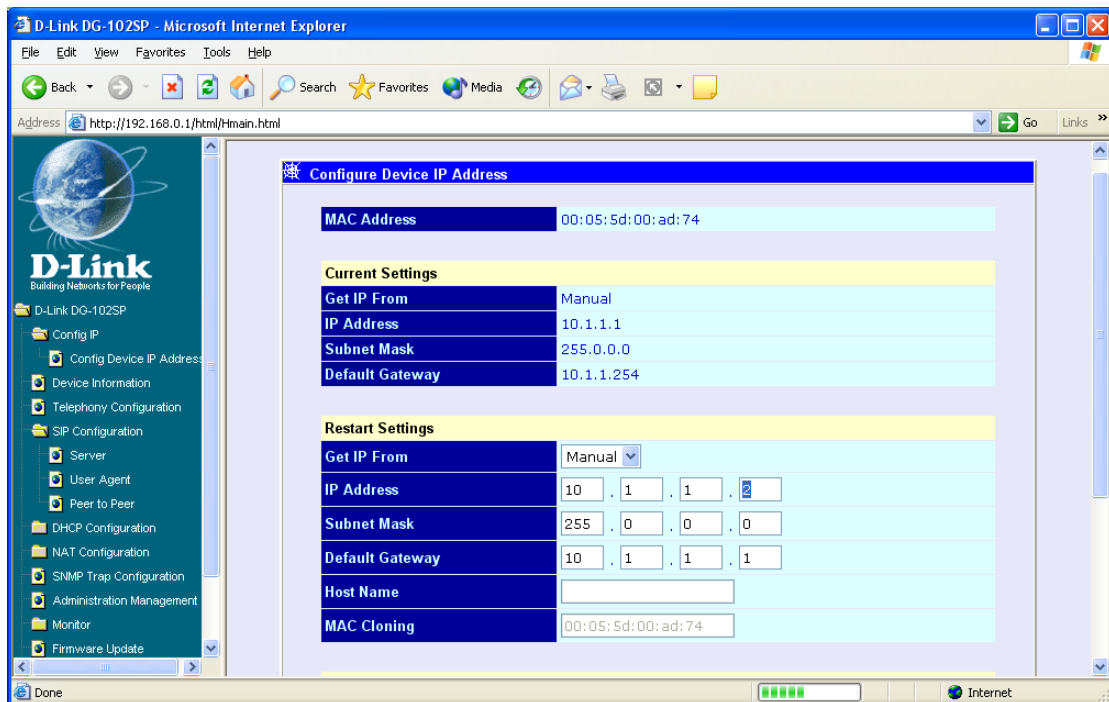 D-Link DG-102SP - Microsoft Internet Explorer
File Edit View Favorites Tools Help
Back Search Favorites Media
Address http://192.168.0.1/html/Hmain.html Go Links »
D-Link
Building Networks for People
D-Link DG-102SP
Config IP
Config Device IP Address
Device Information
Telephony Configuration
SIP Configuration
Server
User Agent
Peer to Peer
DHCP Configuration
NAT Configuration
SNMP Trap Configuration
Administration Management
Monitor
Firmware Update
Configure Device IP Address
MAC Address 00:05:5d:00:ad:74
Current Settings
Get IP From Manual
IP Address 10.1.1.1
Subnet Mask 255.0.0.0
Default Gateway 10.1.1.254
Restart Settings
Get IP From Manual
IP Address 10 . 1 . 1 . 2
Subnet Mask 255 . 0 . 0 . 0
Default Gateway 10 . 1 . 1 . 1
Host Name
MAC Cloning 00:05:5d:00:ad:74
Done Internet